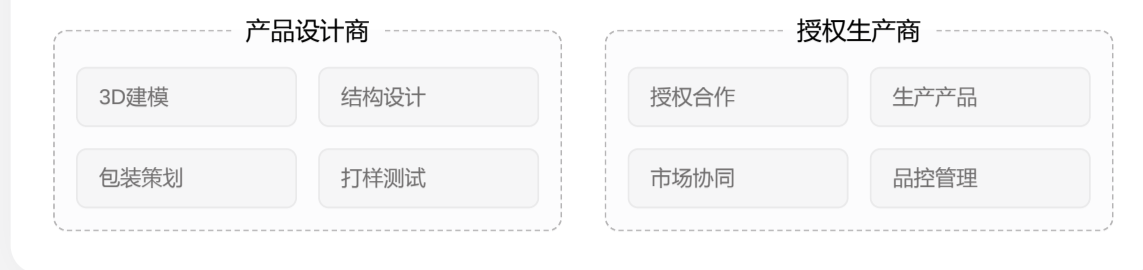 产品设计商
3D建模
结构设计
包装策划
打样测试
授权生产商
授权合作
生产产品
市场协同
品控管理